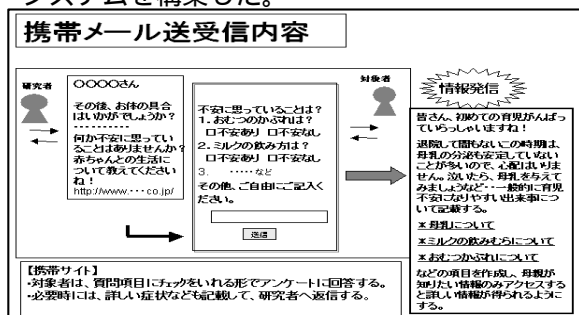 システムを構築した。
携帯メール送受信内容
研究者
〇〇〇〇さん
その後、お体の具合
はいかがでしょうか？
----------
何か不安に思ってい
ることはありませんか？
赤ちゃんとの生活に
ついて教えてください
ね！
http://www.…co.jp/
不安に思っていることは？
1. おむつのかぶれは？
□不安あり □不安なし
2. ミルクの飲み方は？
□不安あり □不安なし
3. ・・・・・など
その他、ご自由にご記入く
ださい。
送信
対象者
情報発信
皆さん、初めての育児がんばっ
ていらっしゃいますね！
退院して間もないこの時期は、
母乳の分泌も安定していない
ことが多いので、心配はいりま
せん。泣いたら、母乳を与えて
みましょうなど・・一般的に育児
不安になりやすい出来事につ
いて記載する。
＊母乳について
＊ミルクの飲みむらについて
＊おむつかぶれについて
などの項目を作成し、母親が
知りたい情報のみアクセスする
と詳しい情報が得られるように
する。
【携帯サイト】
・対象者は、質問項目にチェックをいれる形でアンケートに回答する。
・必要時には、詳しい症状なども記載して、研究者へ返信する。